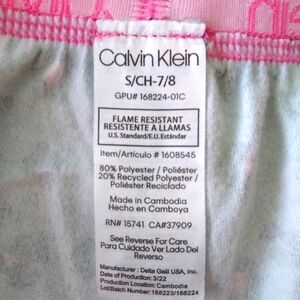 Calvin Klein
S/CH-7/8
GPU# 168224-01C
FLAME RESISTANT
RESISTENTE A LLAMAS
U.S. Standard/E.U. Estándar
Item/Artículo # 1608545
80% Polyester / Poliéster
20% Recycled Polyester /
Poliéster Reciclado
Made in Cambodia
Hecho en Camboya
RN# 15741 CA#37909
See Reverse For Care
Para Cuidado Ver Lado Del
Reverso
Manufacturer : Delta Galil USA, Inc.
Date of Production: 3/22
Production Location: Cambodia
Lot/Batch Number: 168223/168224